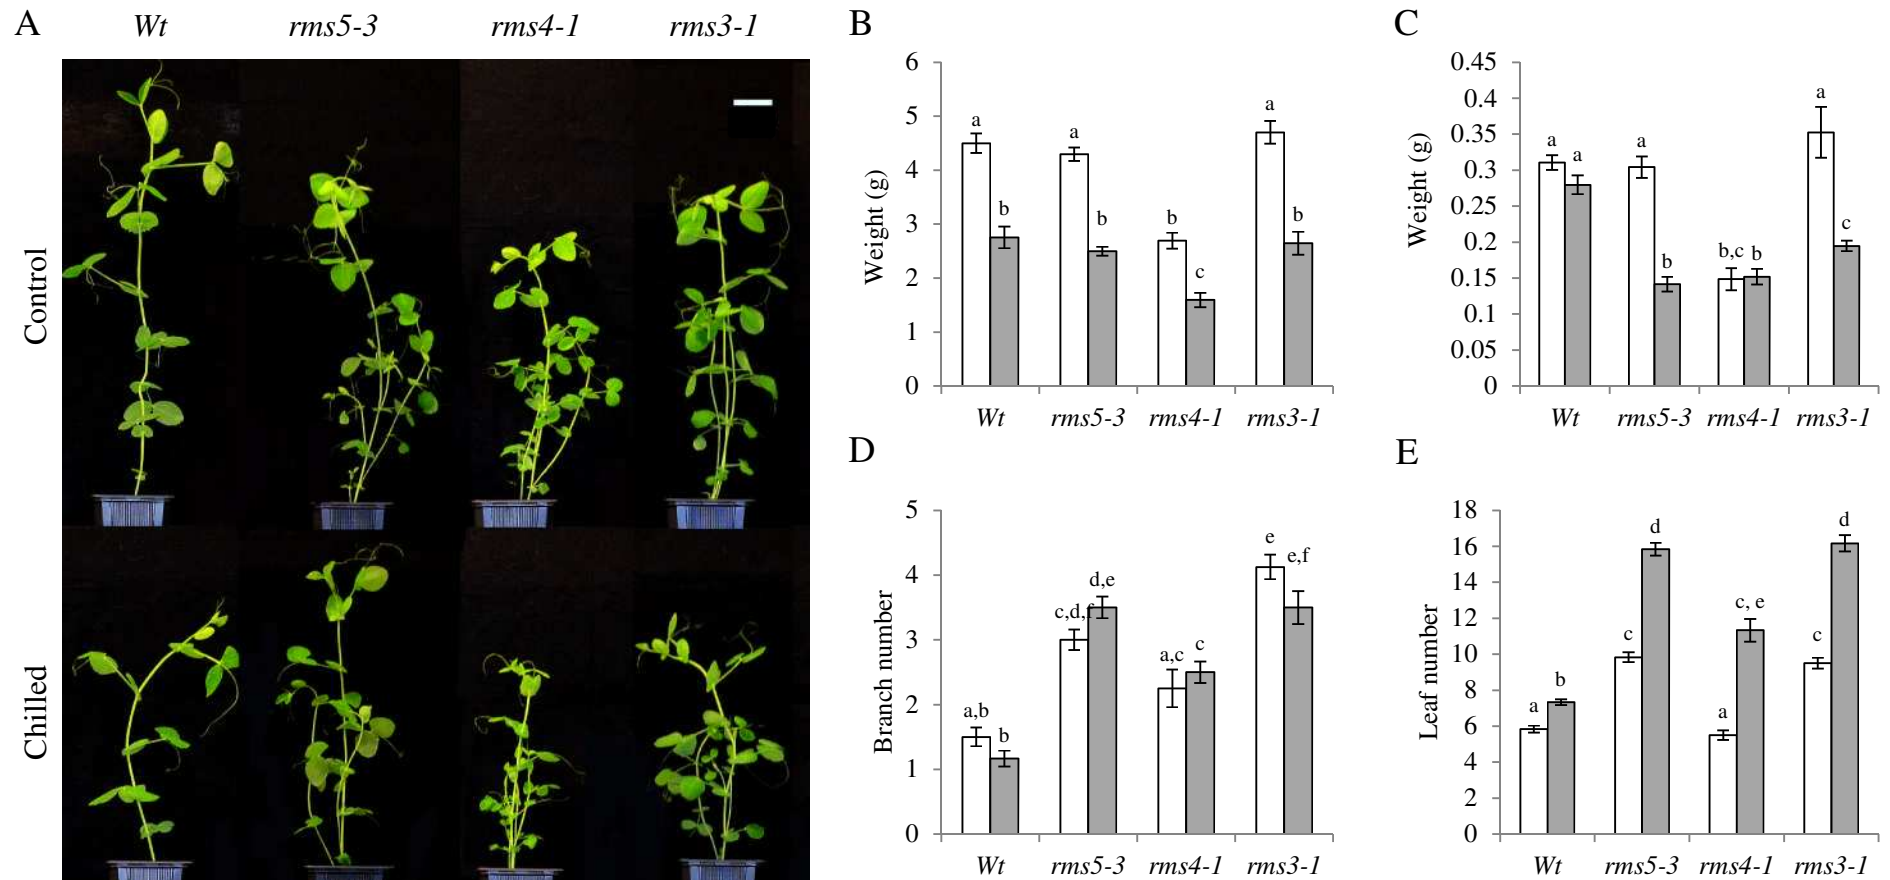 A
Wt
rms5-3
rms4-1
rms3-1
Control
Chilled
B
Weight (g)
6
5
4
3
2
1
0
a
b
a
b
b
c
a
b
Wt
rms5-3
rms4-1
rms3-1
C
Weight (g)
0.45
0.4
0.35
0.3
0.25
0.2
0.15
0.1
0.05
0
a
a
a
b
b,c
b
a
c
Wt
rms5-3
rms4-1
rms3-1
D
Branch number
5
4
3
2
1
0
a,b
b
c,d,f
d,e
a,c
c
e
e,f
Wt
rms5-3
rms4-1
rms3-1
E
Leaf number
18
16
14
12
10
8
6
4
2
0
a
b
c
d
a
c, e
c
d
Wt
rms5-3
rms4-1
rms3-1